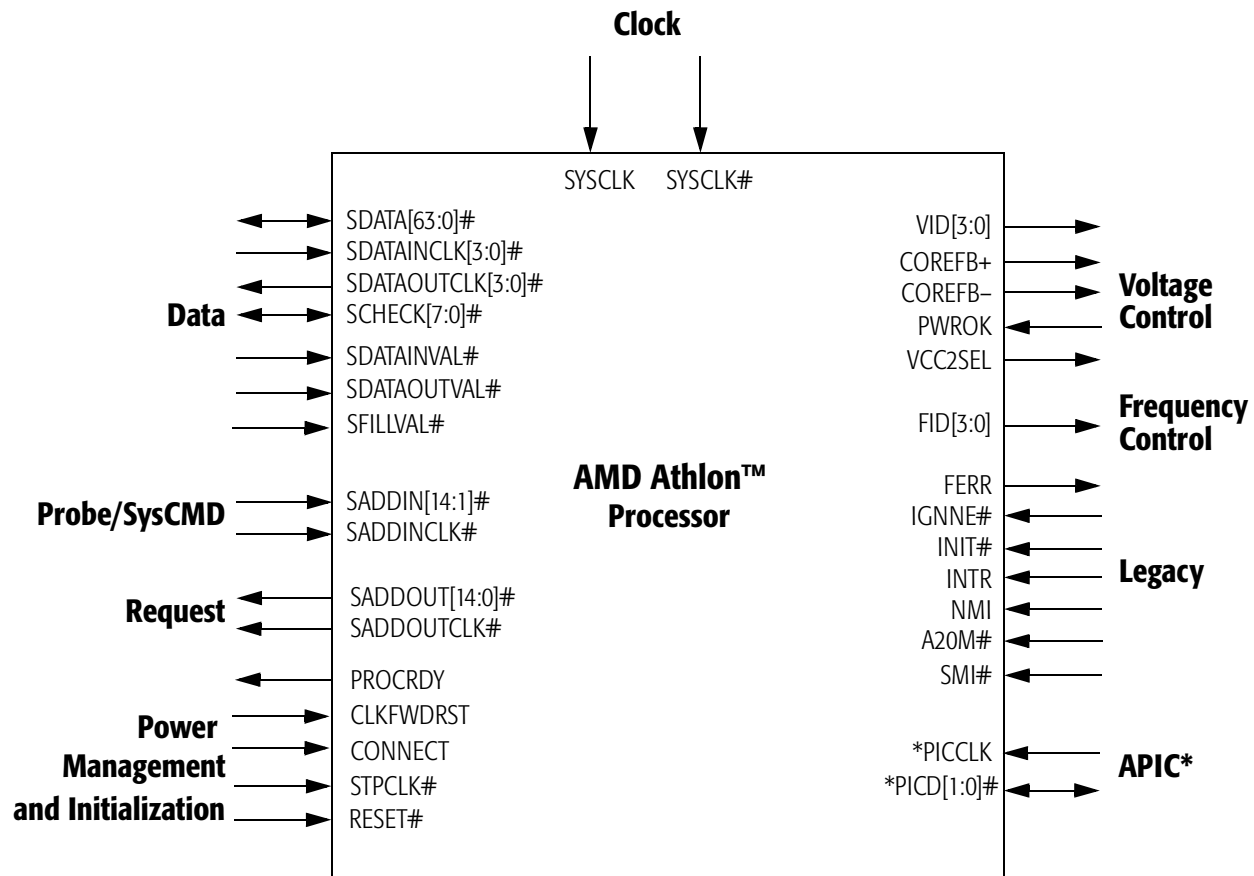 Clock
SYSCLK SYSCLK#
Data
SDATA[63:0]#
SDATAINCLK[3:0]#
SDATAOUTCLK[3:0]#
SCHECK[7:0]#
SDATAINVAL#
SDATAOUTVAL#
SFILLVAL#
Probe/SysCMD
SADDIN[14:1]#
SADDINCLK#
Request
SADDOUT[14:0]#
SADDOUTCLK#
Power
Management
and Initialization
PROCRDY
CLKFWDRST
CONNECT
STPCLK#
RESET#
AMD Athlon™
Processor
VID[3:0]
COREFB+
COREFB–
PWROK
VCC2SEL
Voltage
Control
FID[3:0]
Frequency
Control
FERR
IGNNE#
INIT#
INTR
NMI
A20M#
SMI#
Legacy
*PICCLK
*PICD[1:0]#
APIC*